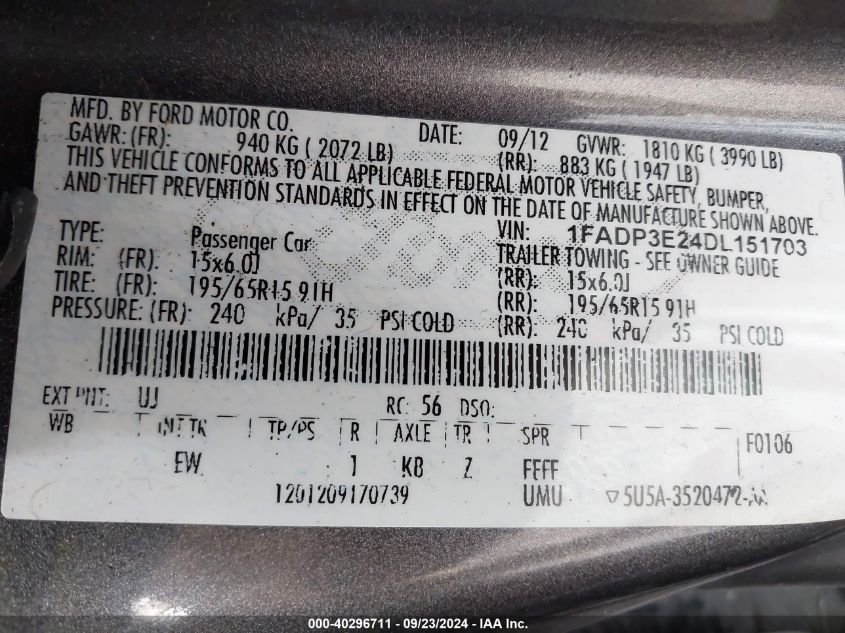 MFD. BY FORD MOTOR CO. DATE: 09/12 GVWR: 1810 KG ( 3990 LB)
GAWR: (FR): 940 KG ( 2072 LB) (RR): 883 KG ( 1947 LB)
THIS VEHICLE CONFORMS TO ALL APPLICABLE FEDERAL MOTOR VEHICLE SAFETY, BUMPER,
AND THEFT PREVENTION STANDARDS IN EFFECT ON THE DATE OF MANUFACTURE SHOWN ABOVE.
VIN: 1FADP3E24DL151703
TYPE: Passenger Car TRAILER TOWING - SEE OWNER GUIDE
RIM: (FR): 15x6.0J (RR): 15x6.0J
TIRE: (FR): 195/65R15 91H (RR): 195/65R15 91H
PRESSURE: (FR): 240 kPa/ 35 PSI COLD (RR): 240 kPa/ 35 PSI COLD
EXT PNT: UJ RC: 56 DSO:
WB INT TR TP/PS R AXLE TR SPR F0106
EW 1 KB Z FFFF
1201209170739 UMU ▽5U5A-3520472-AA
000-40296711 - 09/23/2024 - IAA Inc.